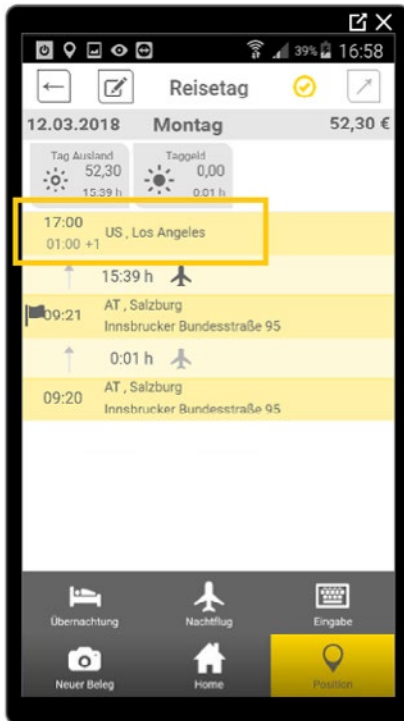 39% 16:58
Reisetag
12.03.2018 Montag 52,30 €
Tag Ausland Taggeld
52,30 0,00
15:39 h 0:01 h
17:00
US , Los Angeles
01:00 +1
15:39 h
AT , Salzburg
09:21
Innsbrucker Bundesstraße 95
0:01 h
AT , Salzburg
09:20
Innsbrucker Bundesstraße 95
Übernachtung Nachtflug Eingabe
Neuer Beleg Home Position